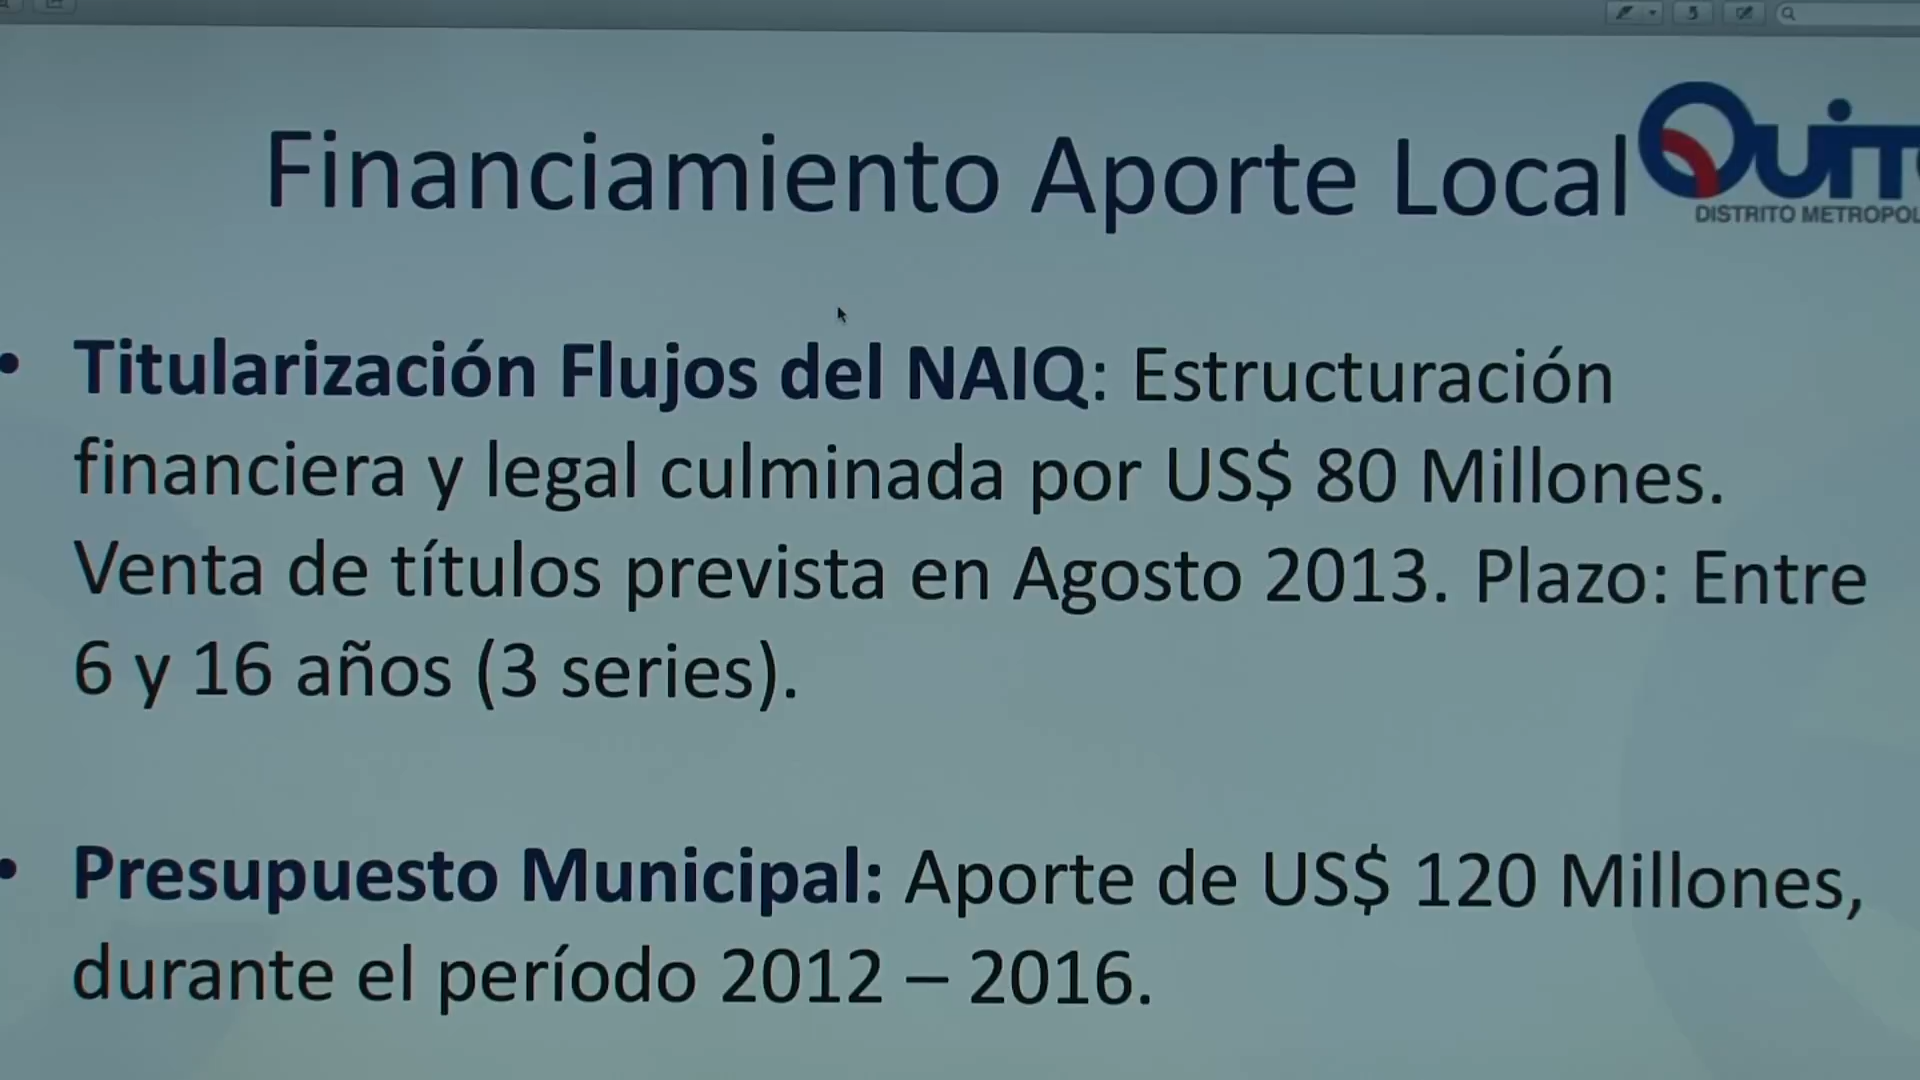 Financiamiento Aporte Local
QUIT
DISTRITO METROPOL
• Titularización Flujos del NAIQ: Estructuración
financiera y legal culminada por US$ 80 Millones.
Venta de títulos prevista en Agosto 2013. Plazo: Entre
6 y 16 años (3 series).
• Presupuesto Municipal: Aporte de US$ 120 Millones,
durante el período 2012 – 2016.